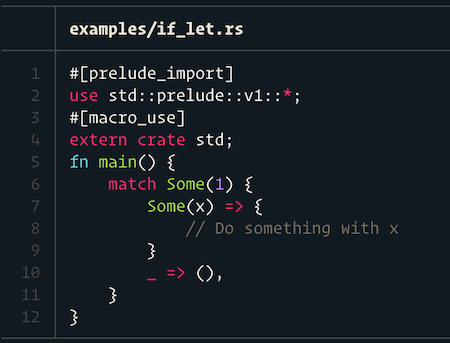 examples/if_let.rs
1 #[prelude_import]
2 use std::prelude::v1::*;
3 #[macro_use]
4 extern crate std;
5 fn main() {
6     match Some(1) {
7         Some(x) => {
8             // Do something with x
9         }
10         _ => (),
11     }
12 }